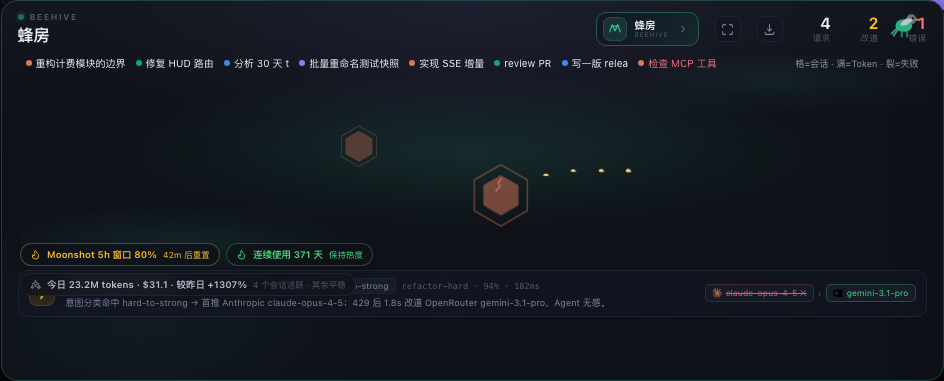 BEEHIVE
蜂房
蜂房
BEEHIVE
4
请求
2
改道
1
错误
重构计费模块的边界
修复 HUD 路由
分析 30 天 t
批量重命名测试快照
实现 SSE 增量
review PR
写一版 relea
检查 MCP 工具
格=会话 · 满=Token · 裂=失败
Moonshot 5h 窗口 80% 42m 后重置
连续使用 371 天 保持热度
今日 23.2M tokens · $31.1 · 较昨日 +1307% 4 个会话活跃 · 其余平稳
o-strong refactor-hard · 94% · 182ms
意图分类命中 hard-to-strong → 首推 Anthropic claude-opus-4-5; 429 后 1.8s 改道 OpenRouter gemini-3.1-pro，Agent 无感。
claude-opus-4-5 ✕ › gemini-3.1-pro